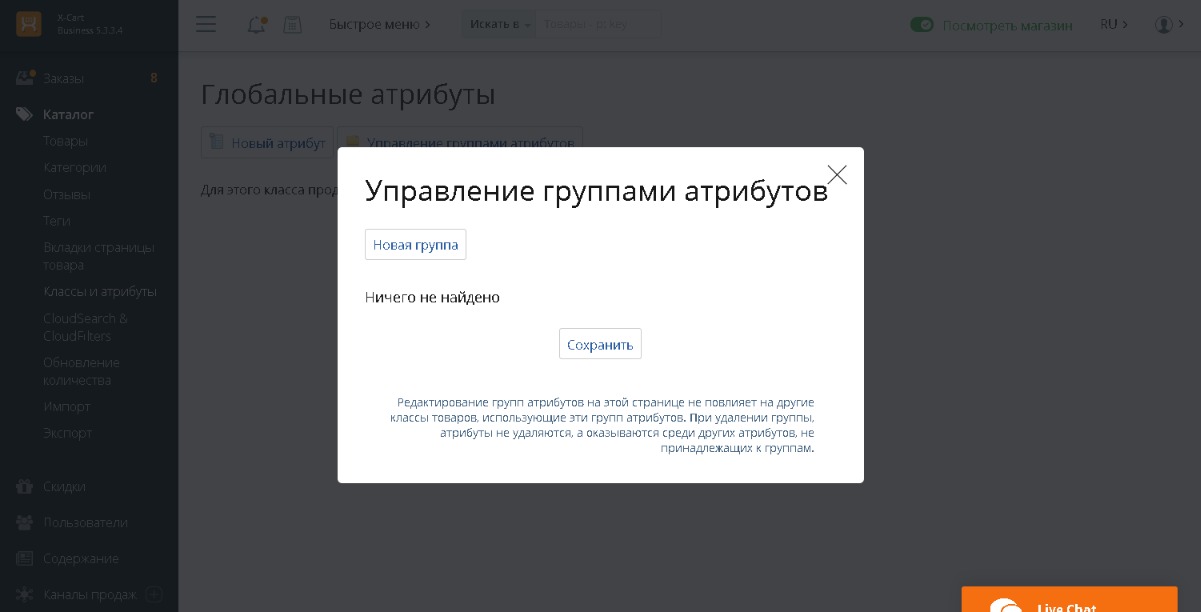 X-Cart
Business 5.3.3.4
Быстрое меню
Искать в
Посмотреть магазин
RU
Заказы
8
Каталог
Товары
Категории
Отзывы
Теги
Вкладки страницы
товара
Классы и атрибуты
CloudSearch &
CloudFilters
Обновление
количества
Импорт
Экспорт
Скидки
Пользователи
Содержание
Каналы продаж
Глобальные атрибуты
Новый атрибут
Управление группами атрибутов
Для этого класса
Управление группами атрибутов
Новая группа
Ничего не найдено
Сохранить
Редактирование групп атрибутов на этой странице не повлияет на другие
классы товаров, использующие эти групп атрибутов. При удалении группы,
атрибуты не удаляются, а оказываются среди других атрибутов, не
принадлежащих к группам.
Live Chat